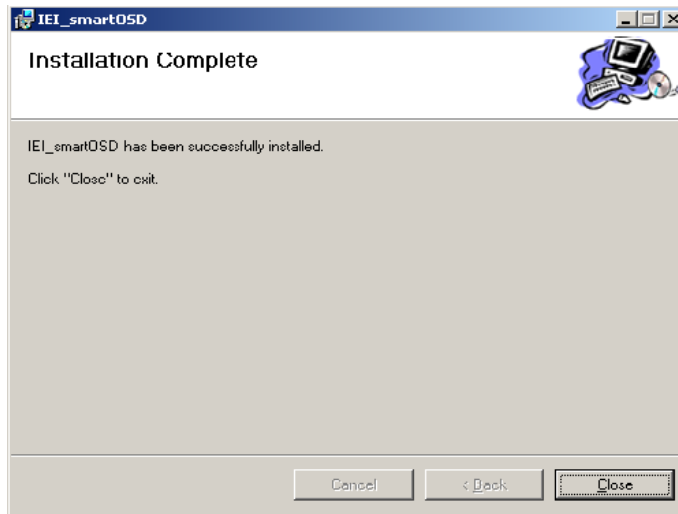 IEI_smartOSD
Installation Complete
IEI_smartOSD has been successfully installed.
Click "Close" to exit.
Cancel
< Back
Close